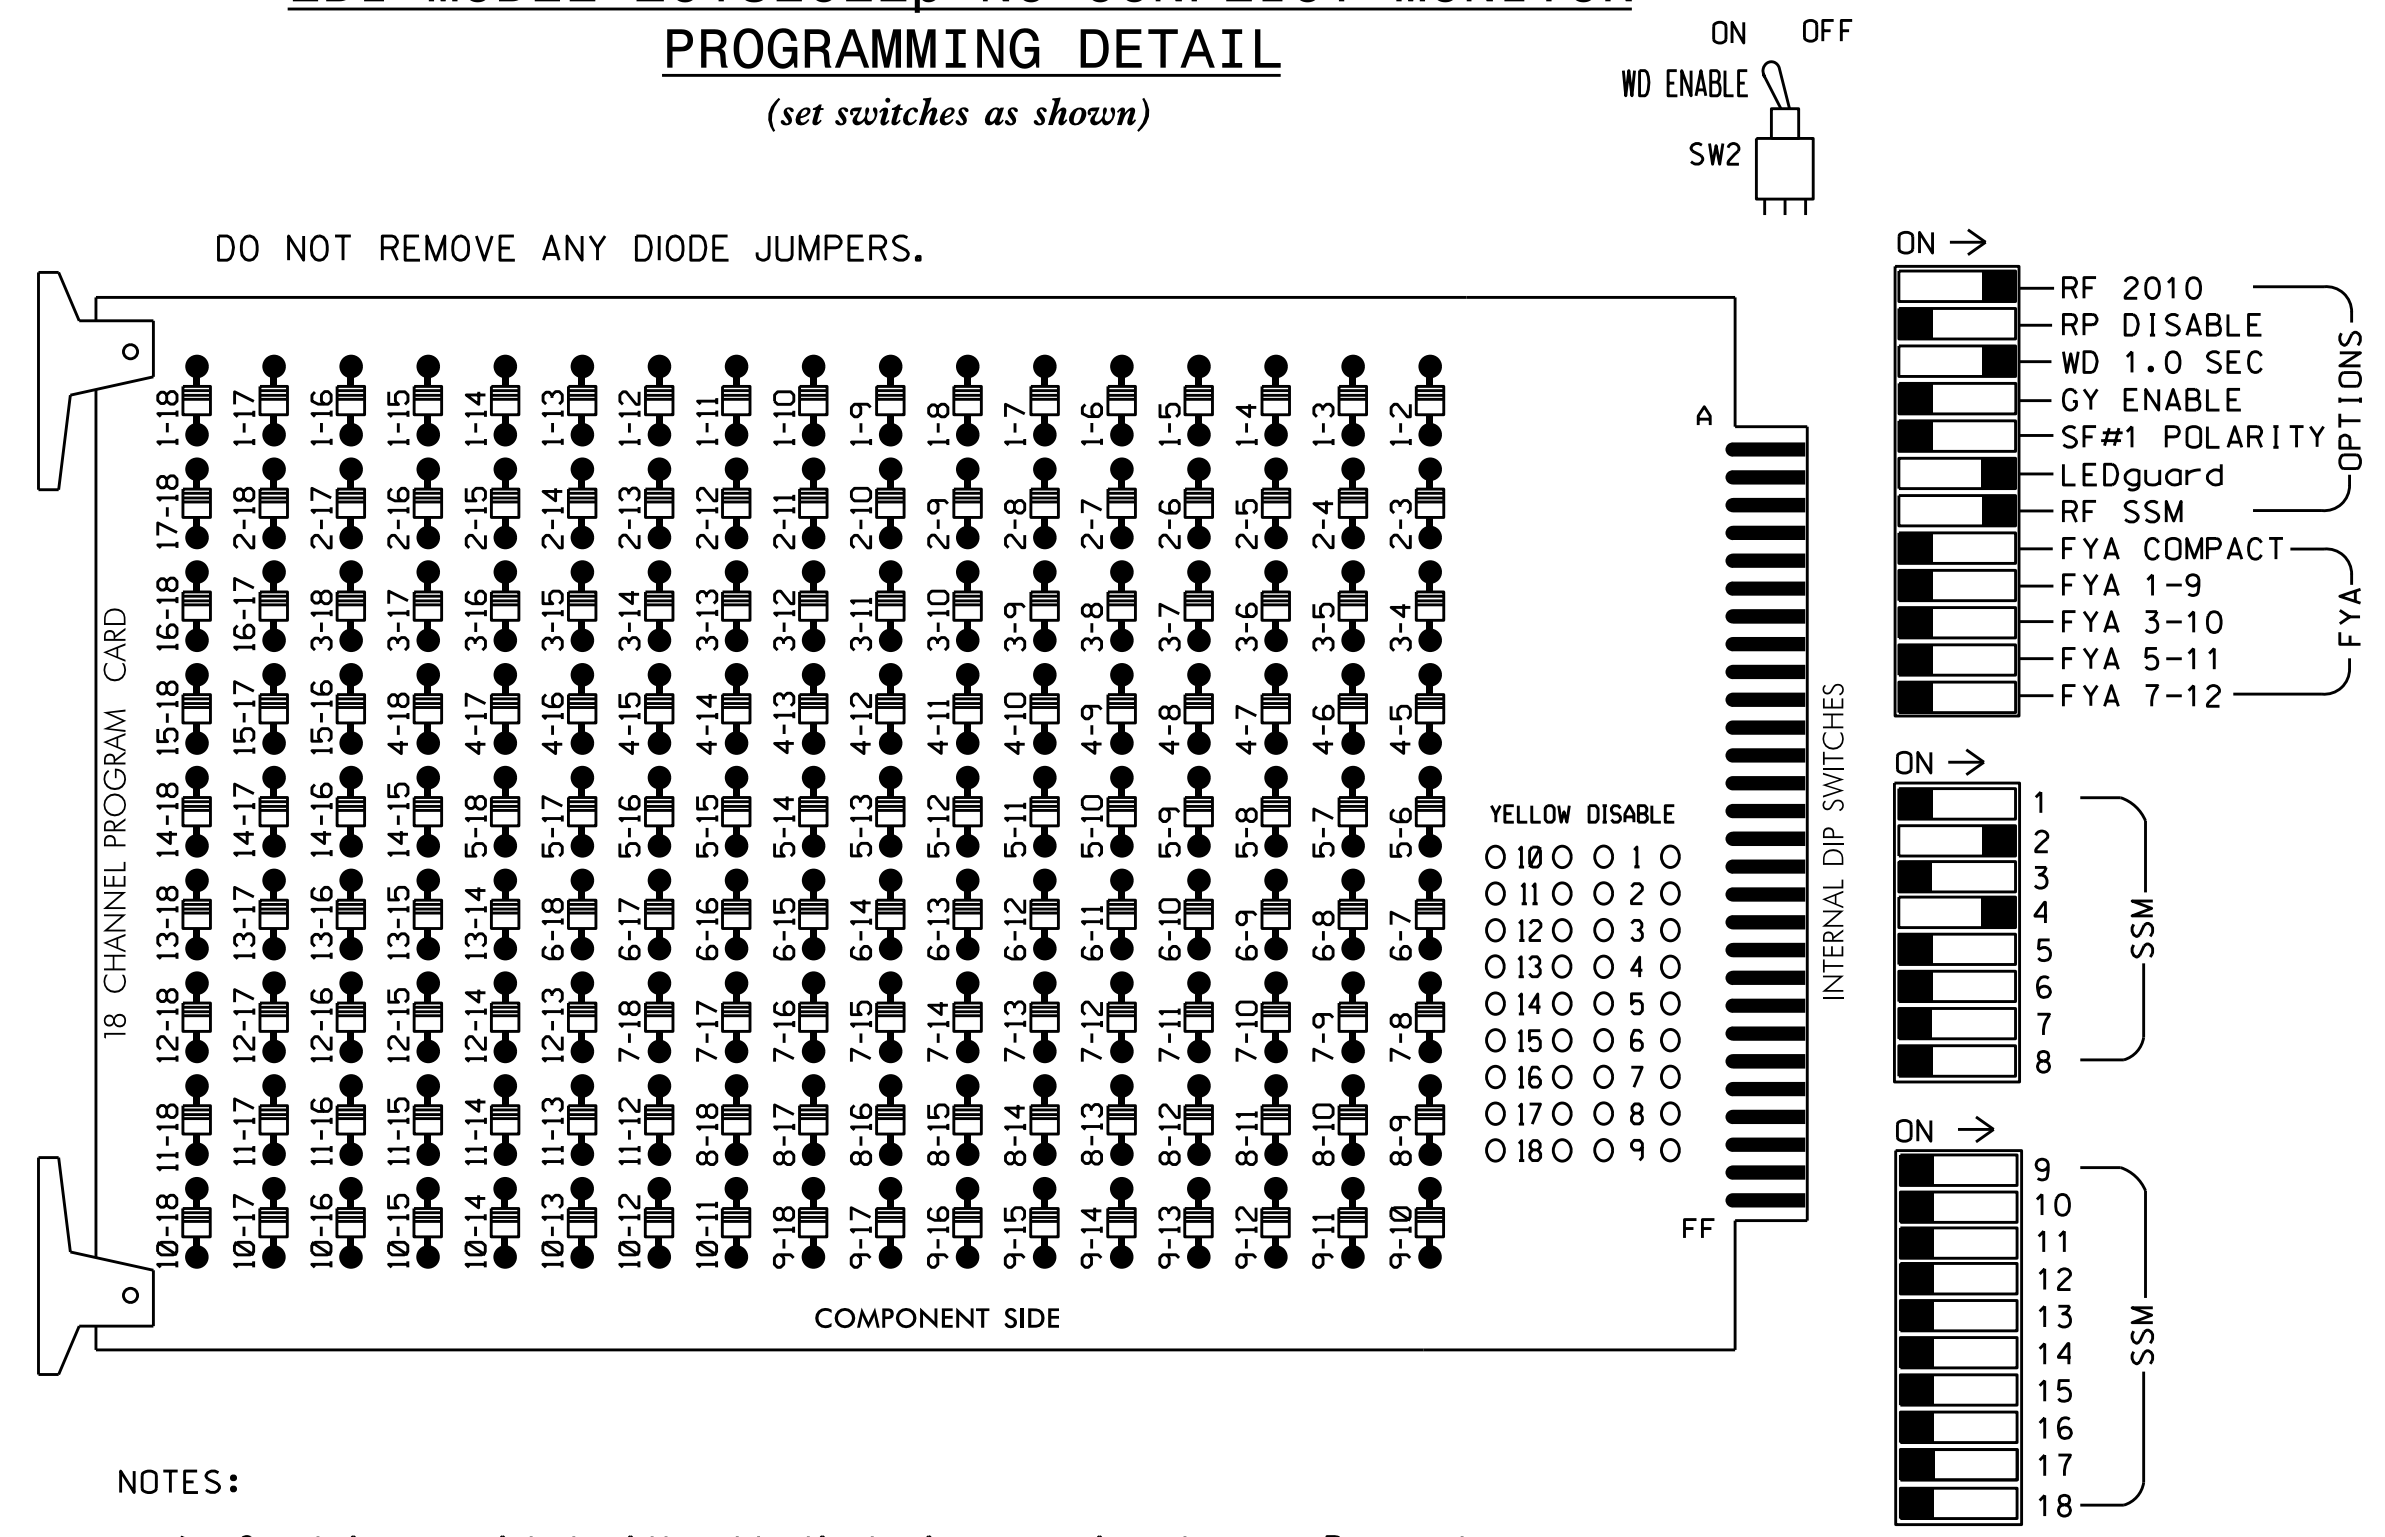 PROGRAMMING DETAIL
(set switches as shown)
ON OFF
WD ENABLE
SW2
DO NOT REMOVE ANY DIODE JUMPERS.
1-18 1-17 1-16 1-15 1-14 1-13 1-12 1-11 1-10 1-9 1-8 1-7 1-6 1-5 1-4 1-3 1-2
17-18 2-18 2-17 2-16 2-15 2-14 2-13 2-12 2-11 2-10 2-9 2-8 2-7 2-6 2-5 2-4 2-3
16-18 16-17 3-18 3-17 3-16 3-15 3-14 3-13 3-12 3-11 3-10 3-9 3-8 3-7 3-6 3-5 3-4
15-18 15-17 15-16 4-18 4-17 4-16 4-15 4-14 4-13 4-12 4-11 4-10 4-9 4-8 4-7 4-6 4-5
14-18 14-17 14-16 14-15 5-18 5-17 5-16 5-15 5-14 5-13 5-12 5-11 5-10 5-9 5-8 5-7 5-6
13-18 13-17 13-16 13-15 13-14 6-18 6-17 6-16 6-15 6-14 6-13 6-12 6-11 6-10 6-9 6-8 6-7
12-18 12-17 12-16 12-15 12-14 12-13 7-18 7-17 7-16 7-15 7-14 7-13 7-12 7-11 7-10 7-9 7-8
11-18 11-17 11-16 11-15 11-14 11-13 11-12 8-18 8-17 8-16 8-15 8-14 8-13 8-12 8-11 8-10 8-9
10-18 10-17 10-16 10-15 10-14 10-13 10-12 10-11 9-18 9-17 9-16 9-15 9-14 9-13 9-12 9-11 9-10
18 CHANNEL PROGRAM CARD
COMPONENT SIDE
YELLOW DISABLE
10 1
11 2
12 3
13 4
14 5
15 6
16 7
17 8
18 9
A
FF
INTERNAL DIP SWITCHES
ON →
RF 2010
RP DISABLE
WD 1.0 SEC
GY ENABLE
SF#1 POLARITY
LEDguard
RF SSM
OPTIONS
FYA COMPACT
FYA 1-9
FYA 3-10
FYA 5-11
FYA 7-12
FYA
ON →
1
2
3
4
5
6
7
8
SSM
ON →
9
10
11
12
13
14
15
16
17
18
SSM
NOTES: